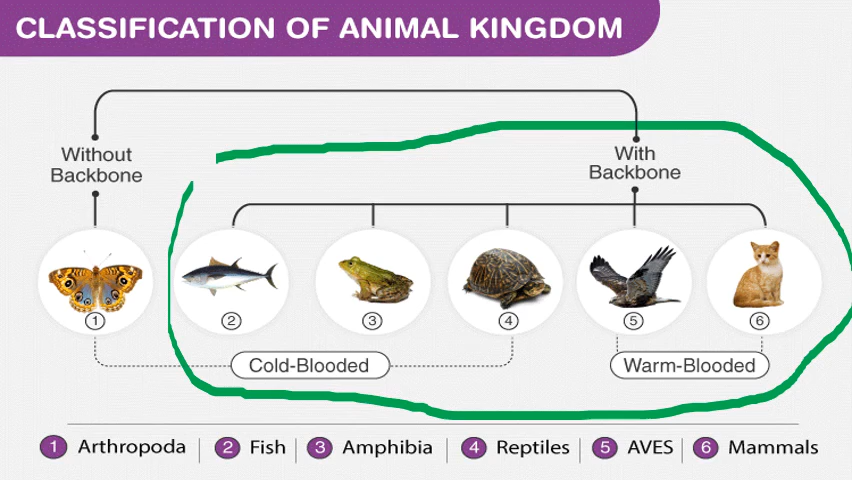 CLASSIFICATION OF ANIMAL KINGDOM
Without
Backbone
With
Backbone
1
2
3
4
5
6
Cold-Blooded
Warm-Blooded
1 Arthropoda
2 Fish
3 Amphibia
4 Reptiles
5 AVES
6 Mammals